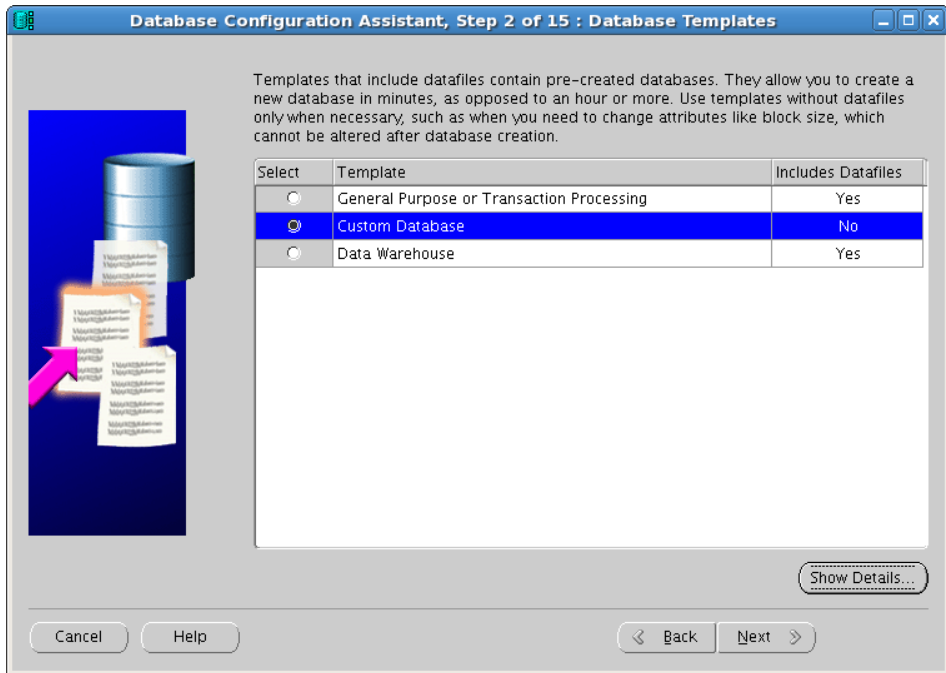 Database Configuration Assistant, Step 2 of 15 : Database Templates
Templates that include datafiles contain pre-created databases. They allow you to create a
new database in minutes, as opposed to an hour or more. Use templates without datafiles
only when necessary, such as when you need to change attributes like block size, which
cannot be altered after database creation.
Select Template Includes Datafiles
General Purpose or Transaction Processing Yes
Custom Database No
Data Warehouse Yes
Show Details...
Cancel Help Back Next